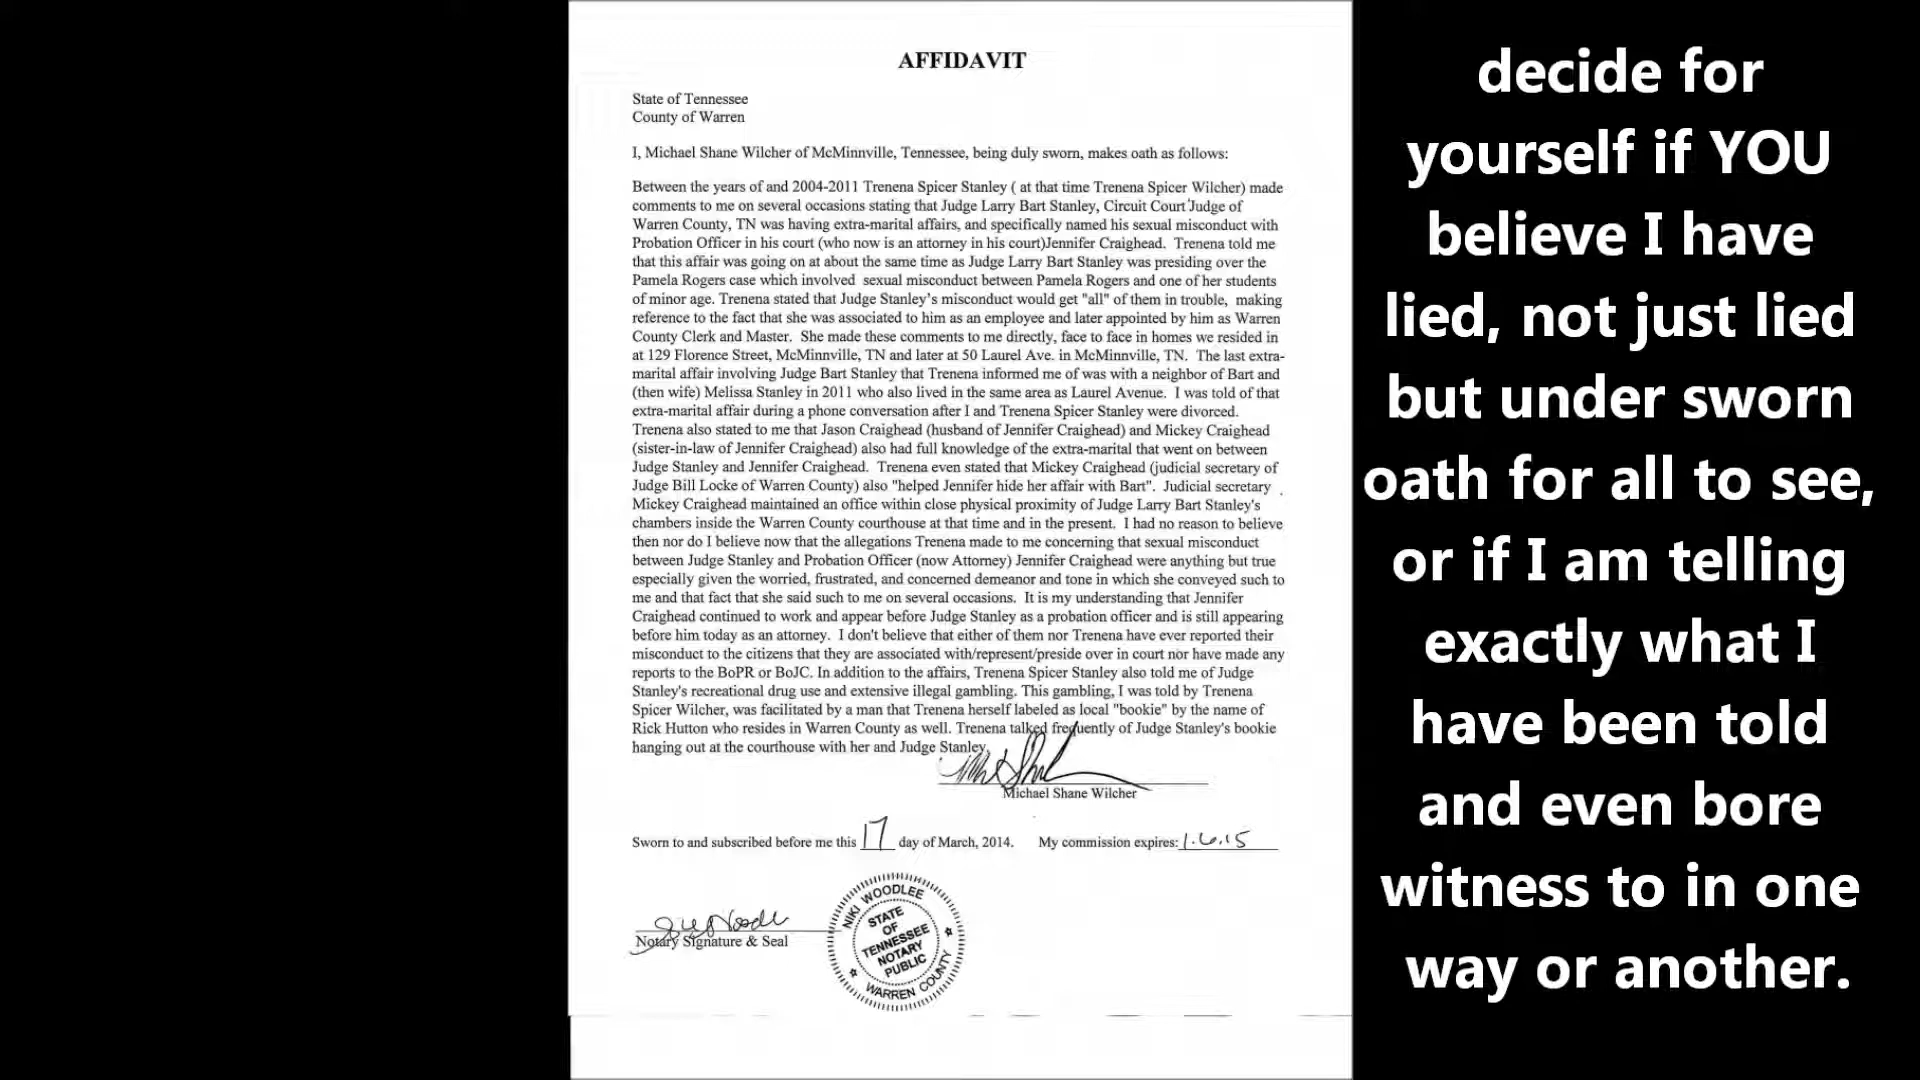 AFFIDAVIT
State of Tennessee
County of Warren
I, Michael Shane Wilcher of McMinnville, Tennessee, being duly sworn, makes oath as follows:
Between the years of and 2004-2011 Trenena Spicer Stanley ( at that time Trenena Spicer Wilcher) made
comments to me on several occasions stating that Judge Larry Bart Stanley, Circuit Court Judge of
Warren County, TN was having extra-marital affairs, and specifically named his sexual misconduct with
Probation Officer in his court (who now is an attorney in his court)Jennifer Craighead. Trenena told me
that this affair was going on at about the same time as Judge Larry Bart Stanley was presiding over the
Pamela Rogers case which involved sexual misconduct between Pamela Rogers and one of her students
of minor age. Trenena stated that Judge Stanley's misconduct would get "all" of them in trouble, making
reference to the fact that she was associated to him as an employee and later appointed by him as Warren
County Clerk and Master. She made these comments to me directly, face to face in homes we resided in
at 129 Florence Street, McMinnville, TN and later at 50 Laurel Ave. in McMinnville, TN. The last extra-
marital affair involving Judge Bart Stanley that Trenena informed me of was with a neighbor of Bart and
(then wife) Melissa Stanley in 2011 who also lived in the same area as Laurel Avenue. I was told of that
extra-marital affair during a phone conversation after I and Trenena Spicer Stanley were divorced.
Trenena also stated to me that Jason Craighead (husband of Jennifer Craighead) and Mickey Craighead
(sister-in-law of Jennifer Craighead) also had full knowledge of the extra-marital that went on between
Judge Stanley and Jennifer Craighead. Trenena even stated that Mickey Craighead (judicial secretary of
Judge Bill Locke of Warren County) also "helped Jennifer hide her affair with Bart". Judicial secretary
Mickey Craighead maintained an office within close physical proximity of Judge Larry Bart Stanley's
chambers inside the Warren County courthouse at that time and in the present. I had no reason to believe
then nor do I believe now that the allegations Trenena made to me concerning that sexual misconduct
between Judge Stanley and Probation Officer (now Attorney) Jennifer Craighead were anything but true
especially given the worried, frustrated, and concerned demeanor and tone in which she conveyed such to
me and that fact that she said such to me on several occasions. It is my understanding that Jennifer
Craighead continued to work and appear before Judge Stanley as a probation officer and is still appearing
before him today as an attorney. I don't believe that either of them nor Trenena have ever reported their
misconduct to the citizens that they are associated with/represent/preside over in court nor have made any
reports to the BoPR or BoJC. In addition to the affairs, Trenena Spicer Stanley also told me of Judge
Stanley's recreational drug use and extensive illegal gambling. This gambling, I was told by Trenena
Spicer Wilcher, was facilitated by a man that Trenena herself labeled as local "bookie" by the name of
Rick Hutton who resides in Warren County as well. Trenena talked frequently of Judge Stanley's bookie
hanging out at the courthouse with her and Judge Stanley.
Michael Shane Wilcher
Sworn to and subscribed before me this 17 day of March, 2014. My commission expires: 1.6.15
Notary Signature & Seal
NIKI WOODLEE
STATE
OF
TENNESSEE
NOTARY
PUBLIC
WARREN COUNTY
decide for
yourself if YOU
believe I have
lied, not just lied
but under sworn
oath for all to see,
or if I am telling
exactly what I
have been told
and even bore
witness to in one
way or another.